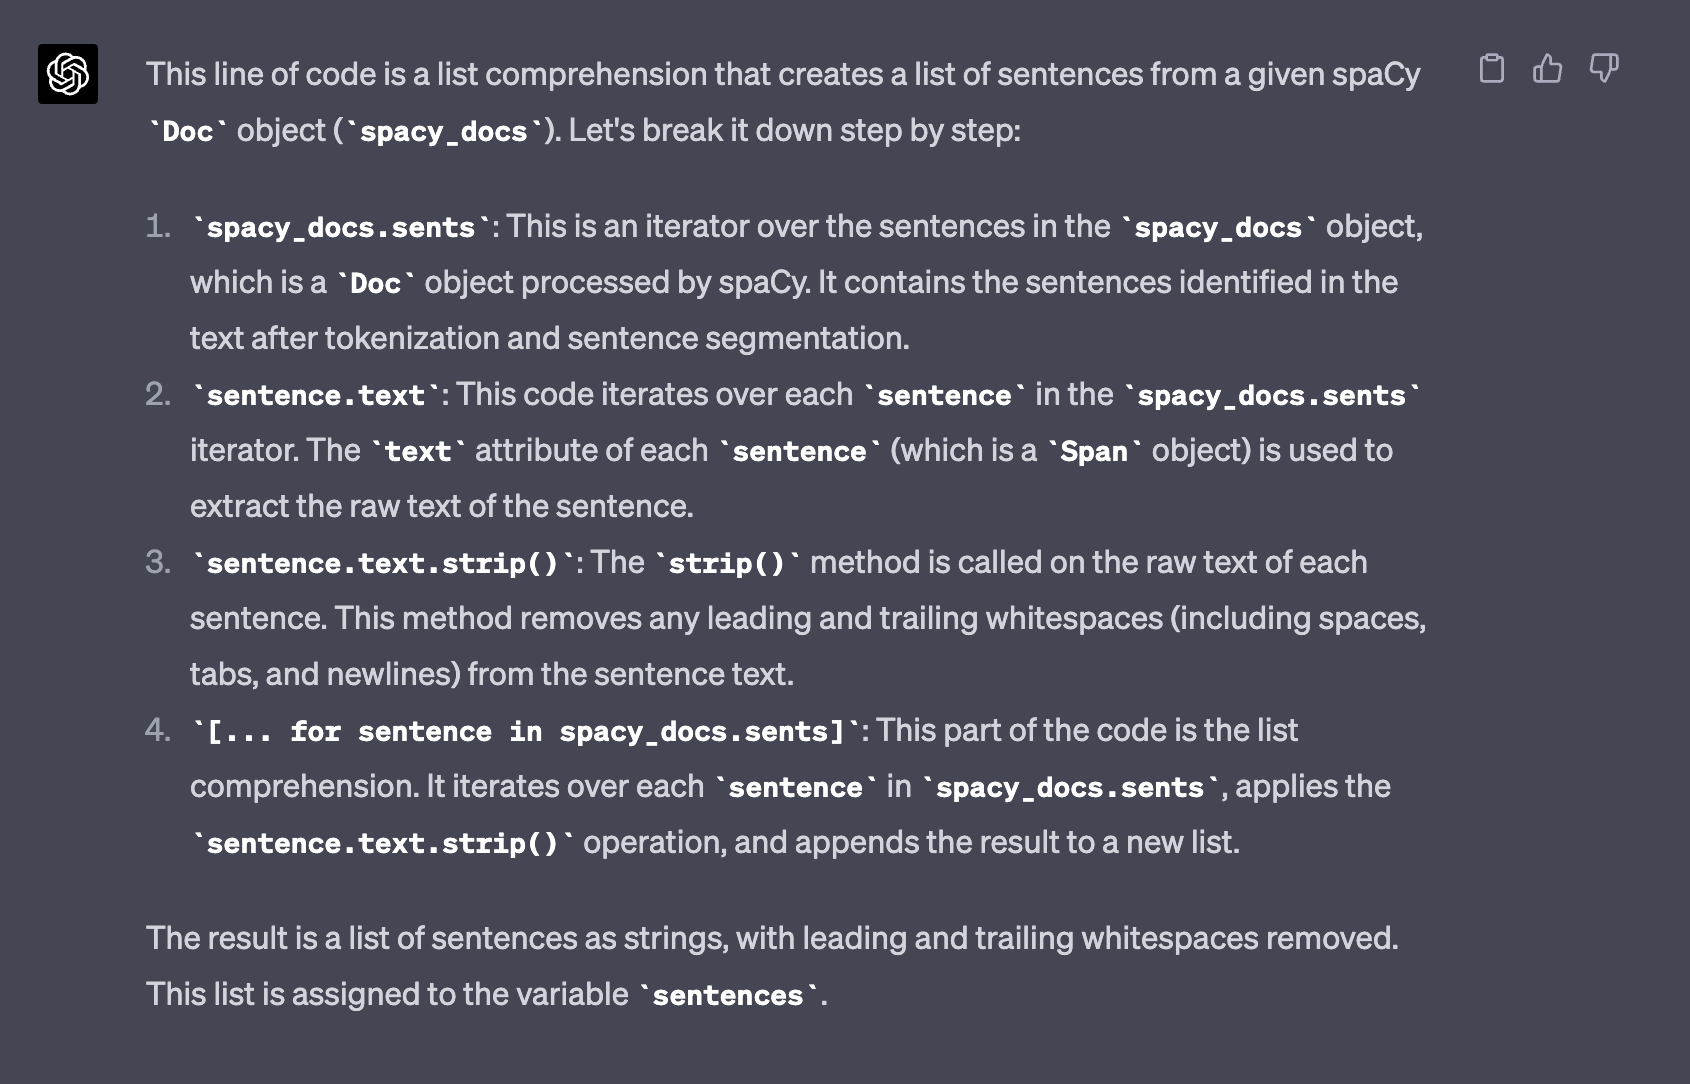 This line of code is a list comprehension that creates a list of sentences from a given spaCy
`Doc` object (`spacy_docs`). Let's break it down step by step:
1. `spacy_docs.sents`: This is an iterator over the sentences in the `spacy_docs` object,
which is a `Doc` object processed by spaCy. It contains the sentences identified in the
text after tokenization and sentence segmentation.
2. `sentence.text`: This code iterates over each `sentence` in the `spacy_docs.sents`
iterator. The `text` attribute of each `sentence` (which is a `Span` object) is used to
extract the raw text of the sentence.
3. `sentence.text.strip()`: The `strip()` method is called on the raw text of each
sentence. This method removes any leading and trailing whitespaces (including spaces,
tabs, and newlines) from the sentence text.
4. `[... for sentence in spacy_docs.sents]`: This part of the code is the list
comprehension. It iterates over each `sentence` in `spacy_docs.sents`, applies the
`sentence.text.strip()` operation, and appends the result to a new list.
The result is a list of sentences as strings, with leading and trailing whitespaces removed.
This list is assigned to the variable `sentences`.